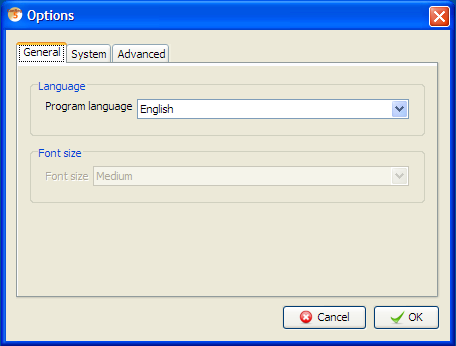 Options
General System Advanced
Language
Program language English
Font size
Font size Medium
Cancel OK